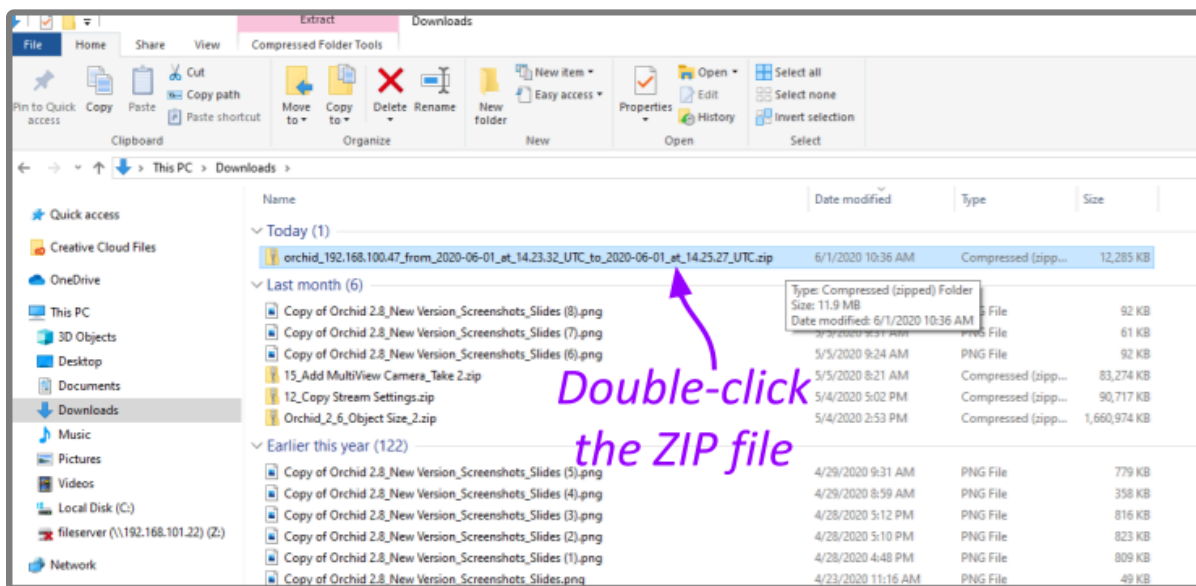 Extract Downloads
File Home Share View Compressed Folder Tools
Pin to Quick access
Copy
Paste
Cut
Copy path
Paste shortcut
Clipboard
Move to
Copy to
Delete
Rename
Organize
New folder
New item
Easy access
New
Properties
Open
Edit
History
Open
Select all
Select none
Invert selection
Select
This PC > Downloads >
Quick access
Creative Cloud Files
OneDrive
This PC
3D Objects
Desktop
Documents
Downloads
Music
Pictures
Videos
Local Disk (C:)
fileserver (\\192.168.101.22) (Z:)
Network
Name Date modified Type Size
Today (1)
orchid_192.168.100.47_from_2020-06-01_at_14.23.32_UTC_to_2020-06-01_at_14.25.27_UTC.zip 6/1/2020 10:36 AM Compressed (zipp... 12,285 KB
Last month (6)
Copy of Orchid 2.8_New Version_Screenshots_Slides (8).png File 92 KB
Copy of Orchid 2.8_New Version_Screenshots_Slides (7).png 5/5/2020 9:31 AM PNG File 61 KB
Copy of Orchid 2.8_New Version_Screenshots_Slides (6).png 5/5/2020 9:24 AM PNG File 92 KB
15_Add MultiView Camera_Take 2.zip 5/5/2020 8:21 AM Compressed (zipp... 83,274 KB
12_Copy Stream Settings.zip 5/4/2020 5:02 PM Compressed (zipp... 90,717 KB
Orchid_2_6_Object Size_2.zip 5/4/2020 2:53 PM Compressed (zipp... 1,660,974 KB
Type: Compressed (zipped) Folder
Size: 11.9 MB
Date modified: 6/1/2020 10:36 AM
Double-click
the ZIP file
Earlier this year (122)
Copy of Orchid 2.8_New Version_Screenshots_Slides (5).png 4/29/2020 9:31 AM PNG File 779 KB
Copy of Orchid 2.8_New Version_Screenshots_Slides (4).png 4/29/2020 8:59 AM PNG File 358 KB
Copy of Orchid 2.8_New Version_Screenshots_Slides (3).png 4/28/2020 5:12 PM PNG File 816 KB
Copy of Orchid 2.8_New Version_Screenshots_Slides (2).png 4/28/2020 5:10 PM PNG File 823 KB
Copy of Orchid 2.8_New Version_Screenshots_Slides (1).png 4/28/2020 4:48 PM PNG File 809 KB
Copy of Orchid 2.8_New Version_Screenshots_Slides.png 4/23/2020 11:16 AM PNG File 49 KB